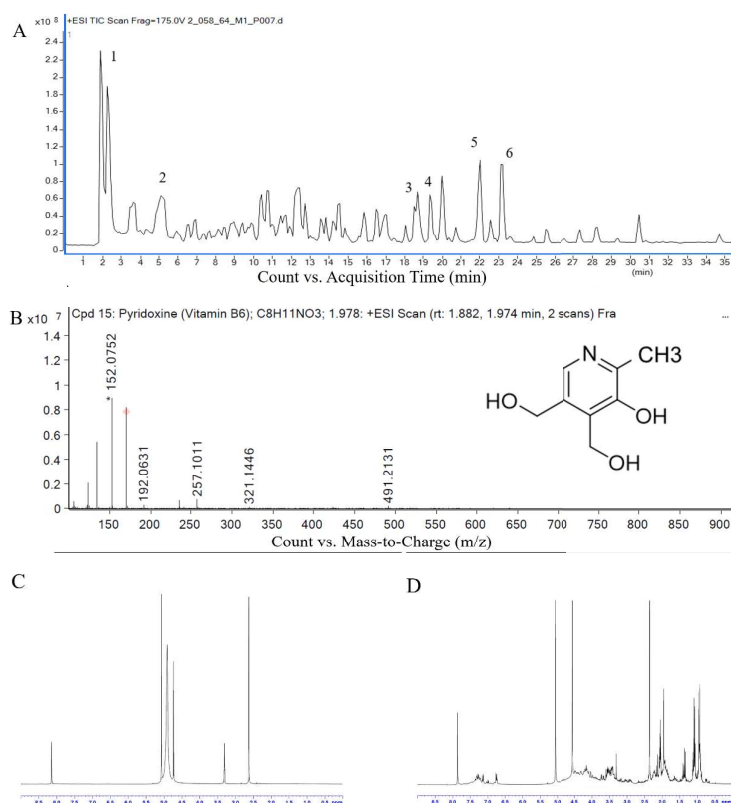 A
+ESI TIC Scan Frag=175.0V 2_058_64_M1_P007.d
x10 8
1
2.4
2.2
2
1.8
1.6
1.4
1.2
1
0.8
0.6
0.4
0.2
0
1
2
3
4
5
6
1 2 3 4 5 6 7 8 9 10 11 12 13 14 15 16 17 18 19 20 21 22 23 24 25 26 27 28 29 30 31 32 33 34 35
Count vs. Acquisition Time (min)
(min)
B
x10 7
Cpd 15: Pyridoxine (Vitamin B6); C8H11NO3; 1.978: +ESI Scan (rt: 1.882, 1.974 min, 2 scans) Fra
...
1.4
1.2
1
0.8
0.6
0.4
0.2
0
* 152.0752
192.0631
257.1011
321.1446
491.2131
N
CH3
HO
OH
OH
150 200 250 300 350 400 450 500 550 600 650 700 750 800 850 900
Count vs. Mass-to-Charge (m/z)
C
D